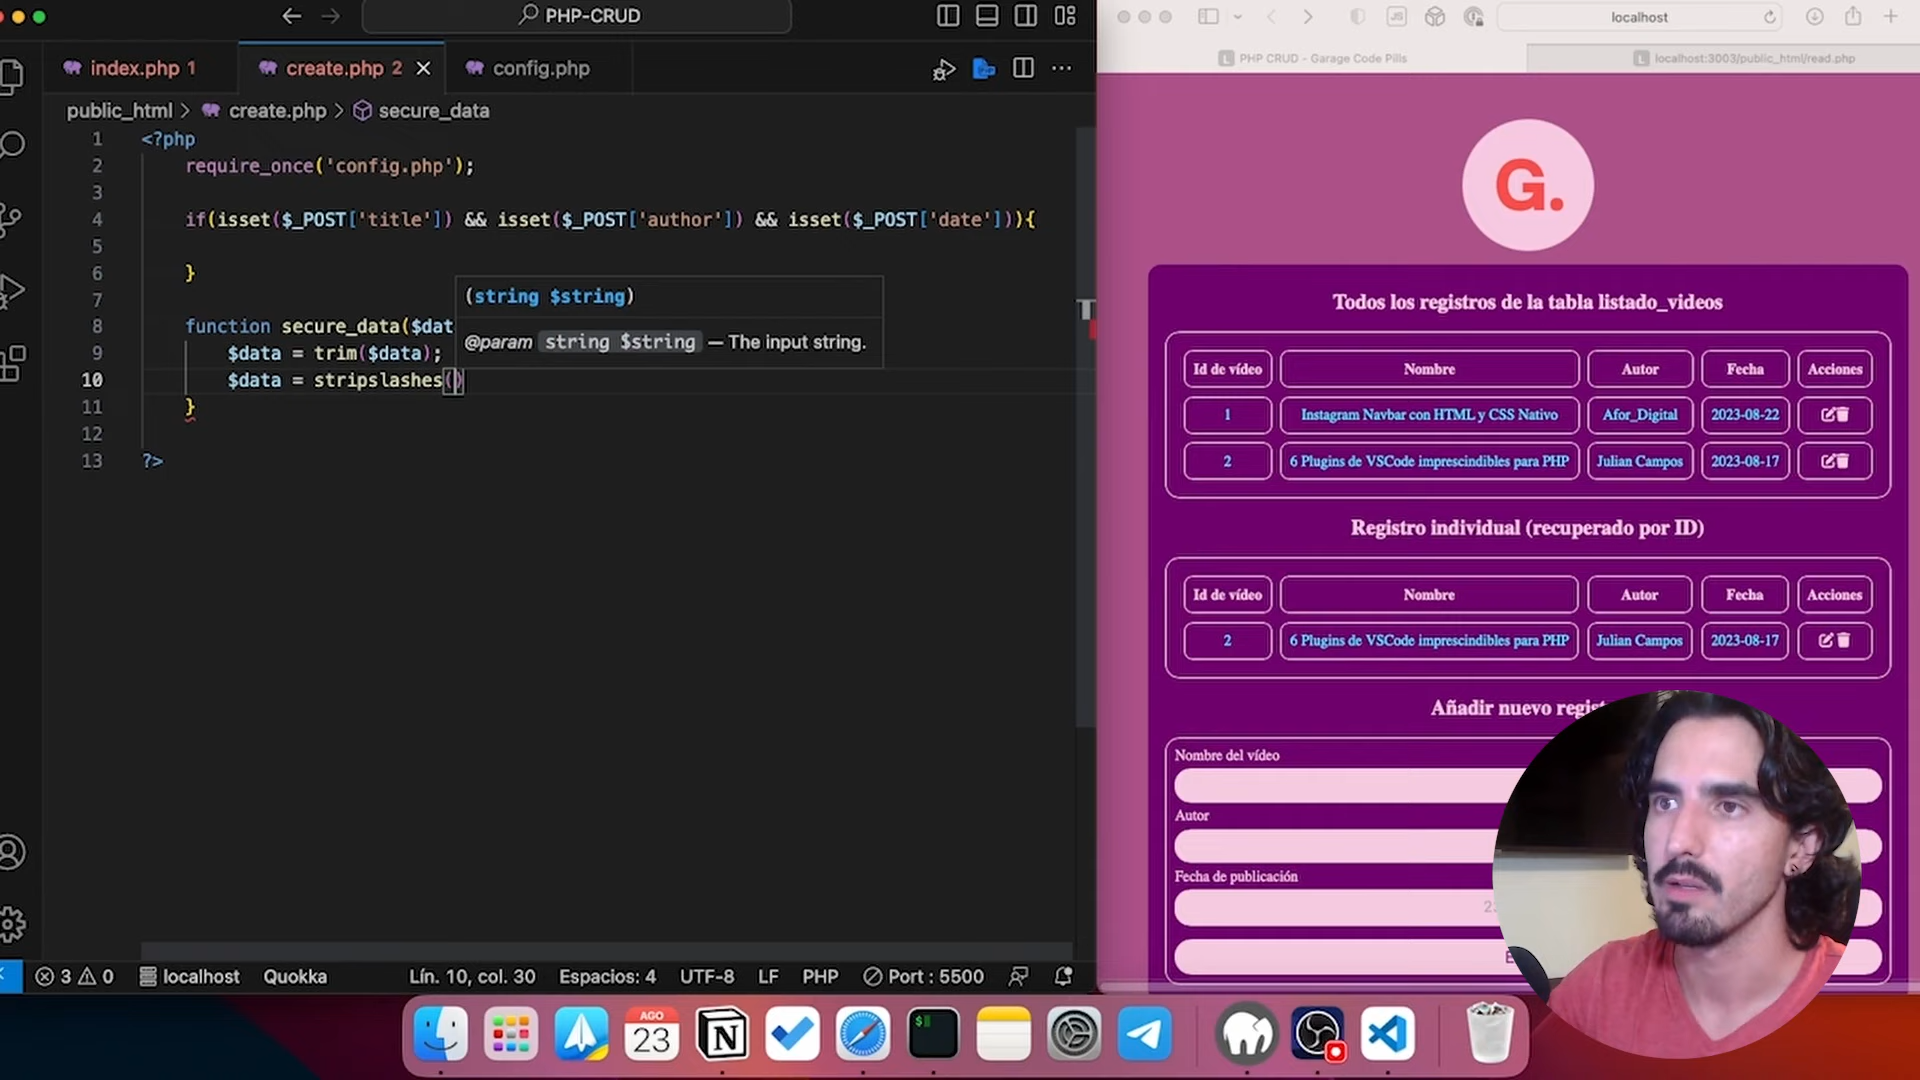 PHP-CRUD
index.php 1
create.php 2
config.php
public_html > create.php > secure_data
1 <?php
2 require_once('config.php');
3
4 if(isset($_POST['title']) && isset($_POST['author']) && isset($_POST['date'])){
5
6 }
7
8 function secure_data($dat
9 $data = trim($data);
10 $data = stripslashes()
11 }
12
13 ?>
(string $string)
@param string $string — The input string.
3 0 localhost Quokka Lín. 10, col. 30 Espacios: 4 UTF-8 LF PHP Port : 5500
localhost
PHP CRUD - Garage Code Pills
localhost:3003/public_html/read.php
G.
Todos los registros de la tabla listado_videos
Id de vídeo Nombre Autor Fecha Acciones
1 Instagram Navbar con HTML y CSS Nativo Afor_Digital 2023-08-22
2 6 Plugins de VSCode imprescindibles para PHP Julian Campos 2023-08-17
Registro individual (recuperado por ID)
Id de vídeo Nombre Autor Fecha Acciones
2 6 Plugins de VSCode imprescindibles para PHP Julian Campos 2023-08-17
Añadir nuevo
Nombre del vídeo
Autor
Fecha de publicación
AGO
23